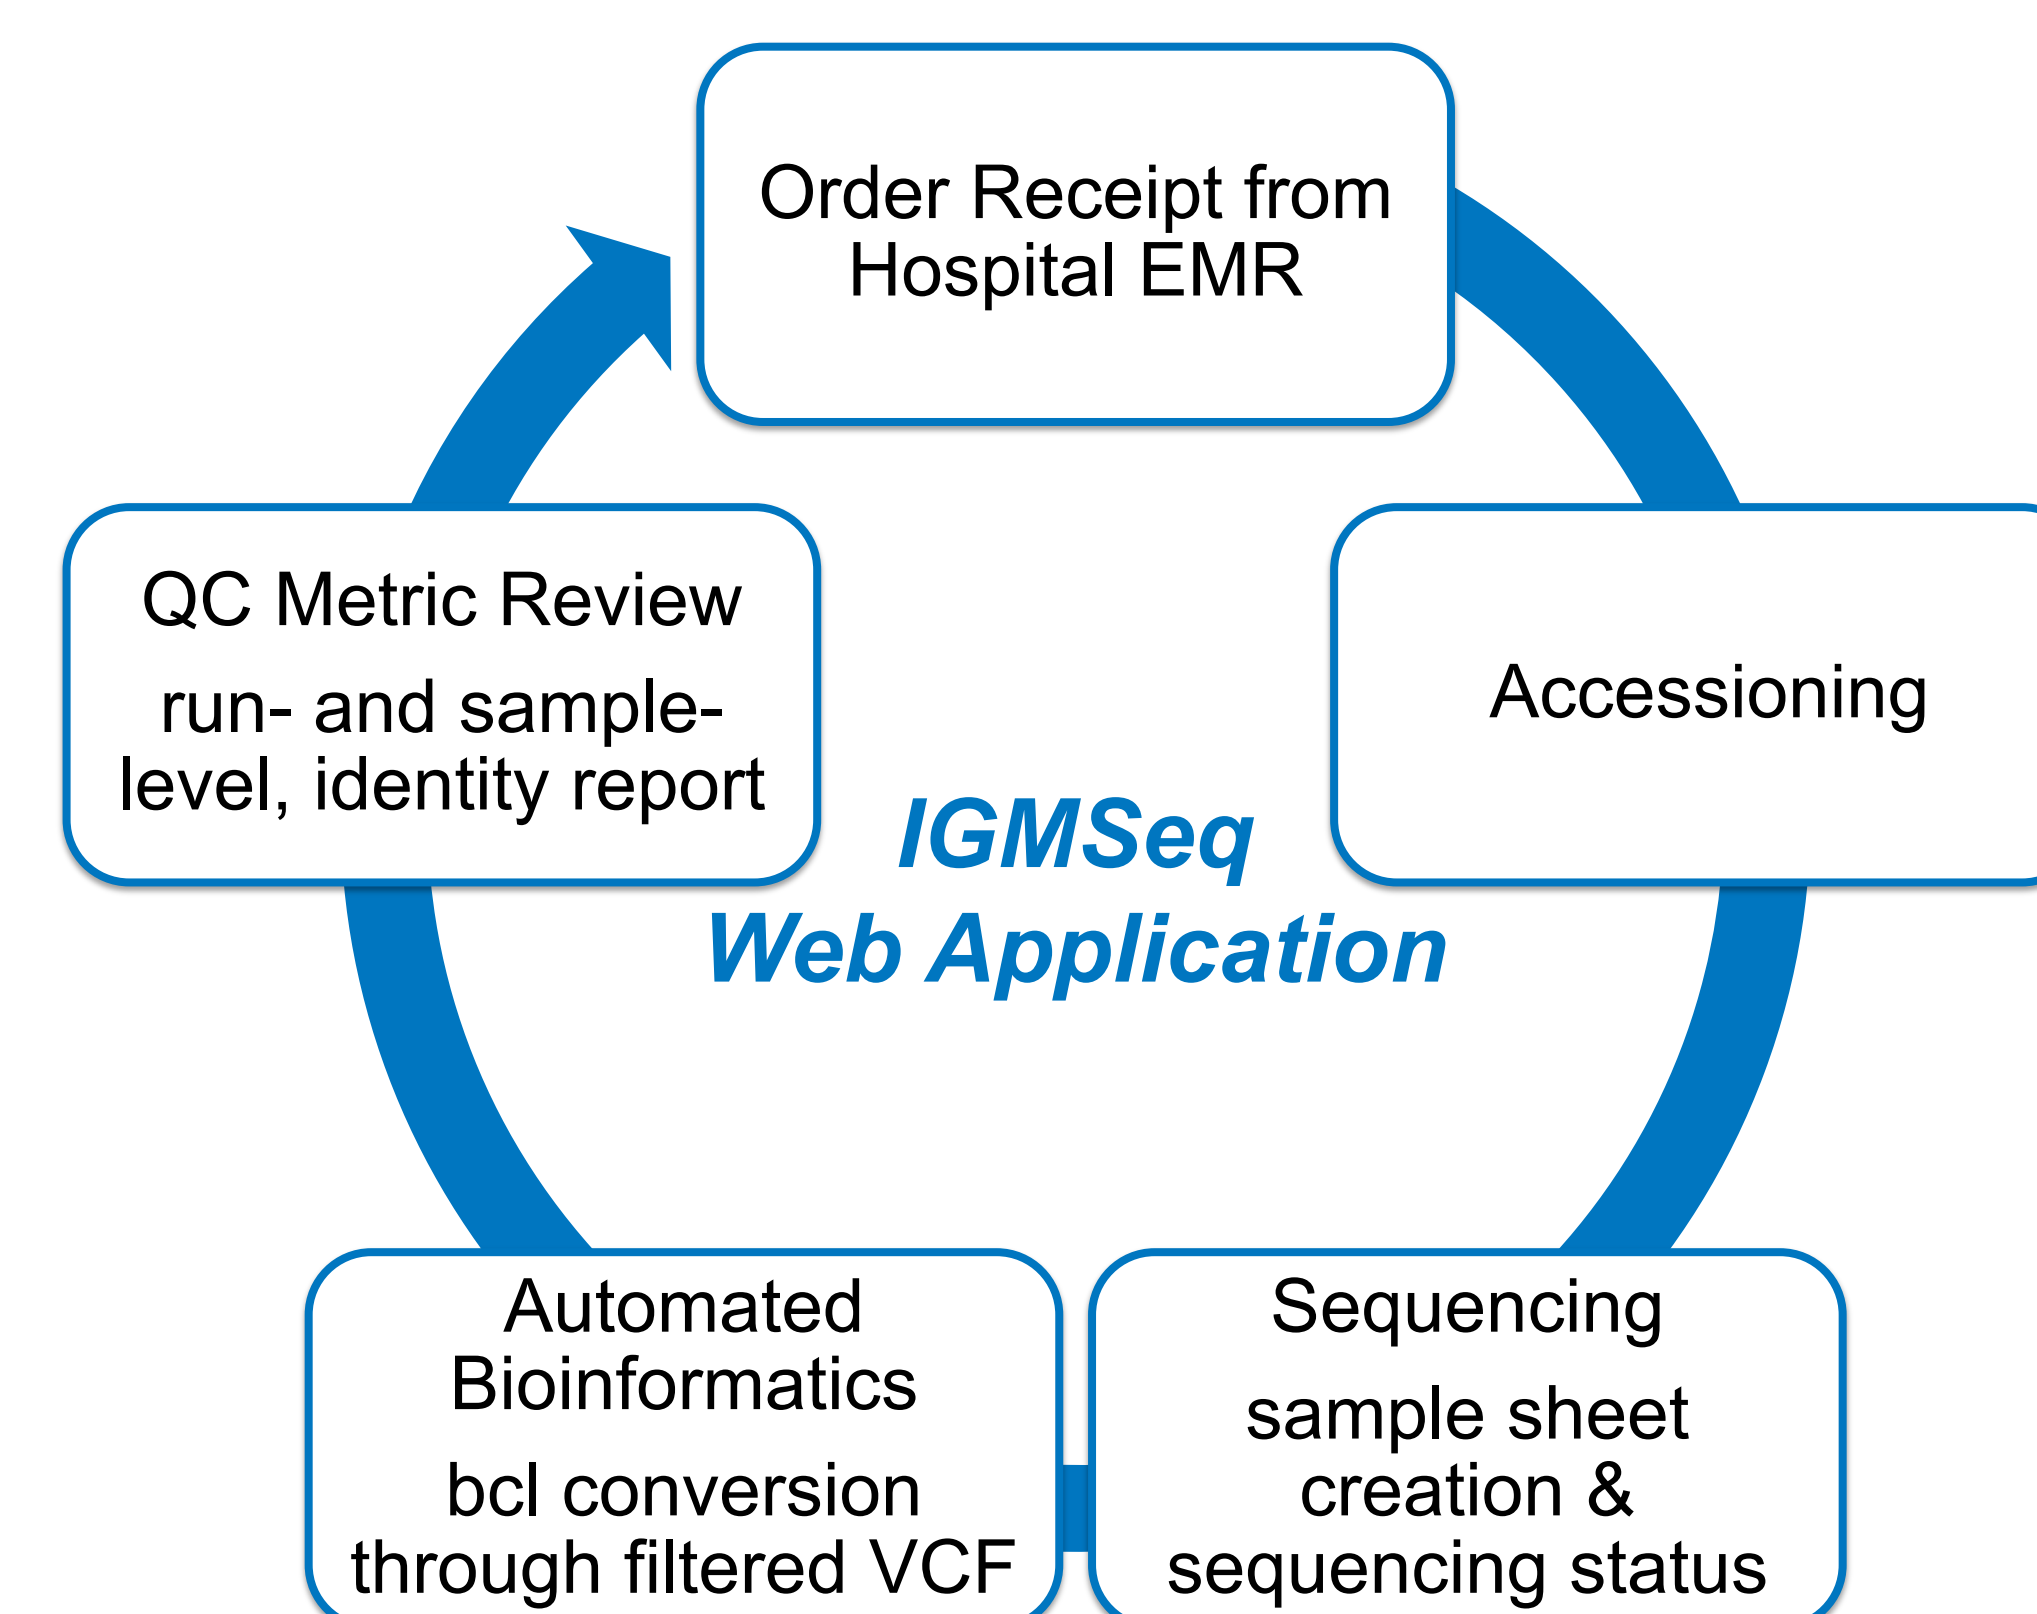 Order Receipt from
Hospital EMR
QC Metric Review
run- and sample-
level, identity report
Accessioning
IGMSeq
Web Application
Automated
Bioinformatics
bcl conversion
through filtered VCF
Sequencing
sample sheet
creation &
sequencing status